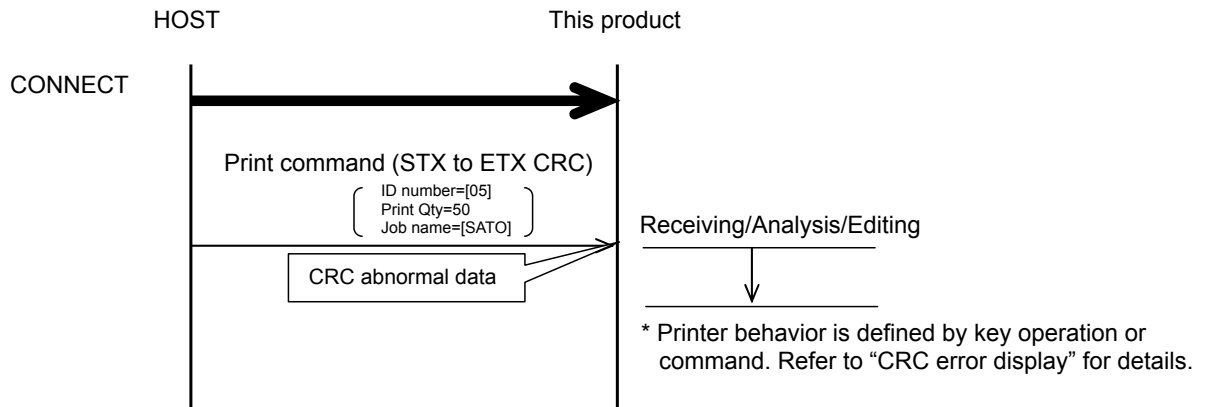 HOST
This product
CONNECT
Print command (STX to ETX CRC)
ID number=[05]
Print Qty=50
Job name=[SATO]
Receiving/Analysis/Editing
CRC abnormal data
* Printer behavior is defined by key operation or
command. Refer to “CRC error display” for details.